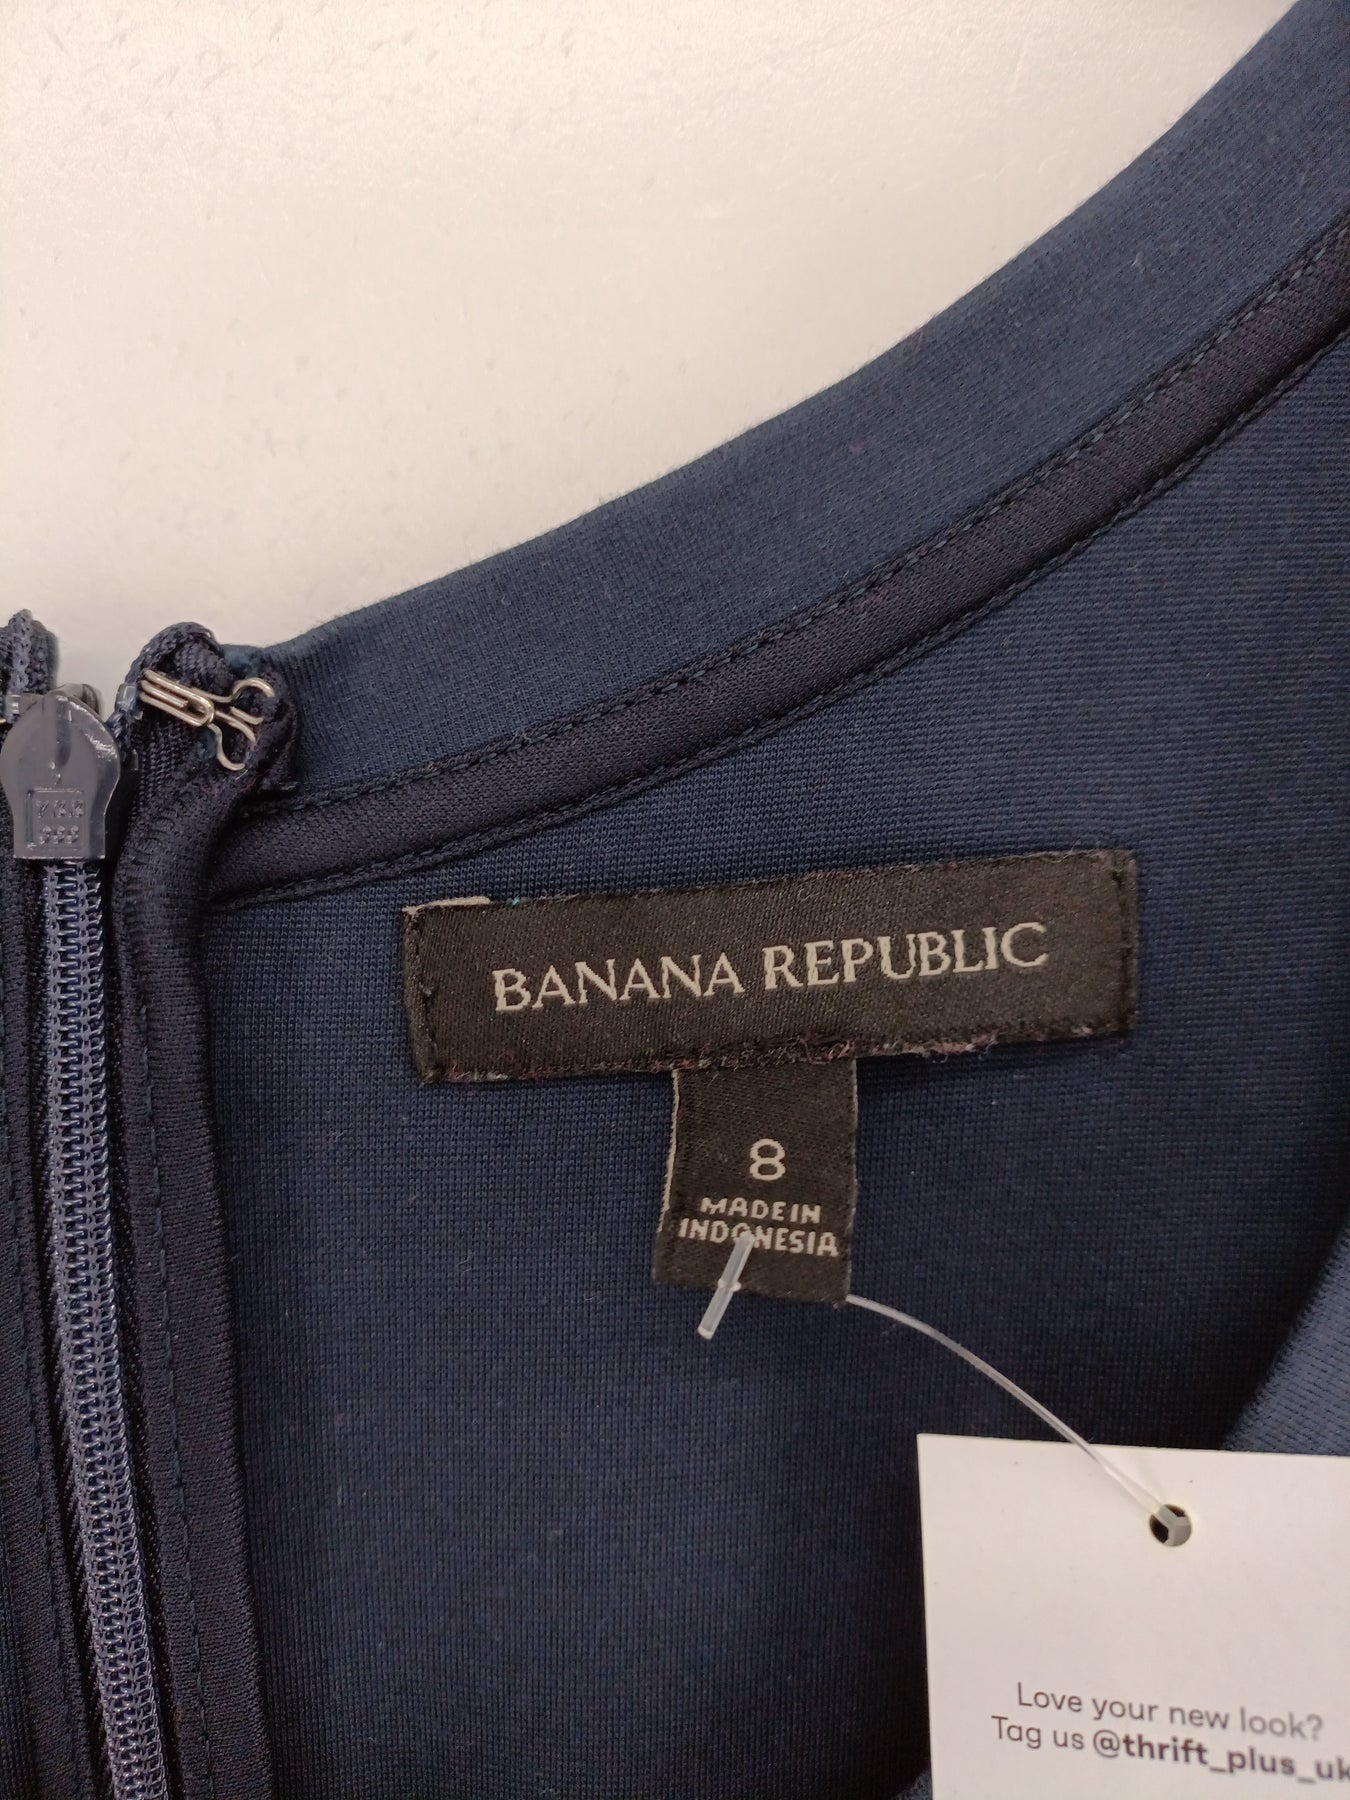 BANANA REPUBLIC
8
MADE IN
INDONESIA
Love your new look?
Tag us @thrift_plus_uk